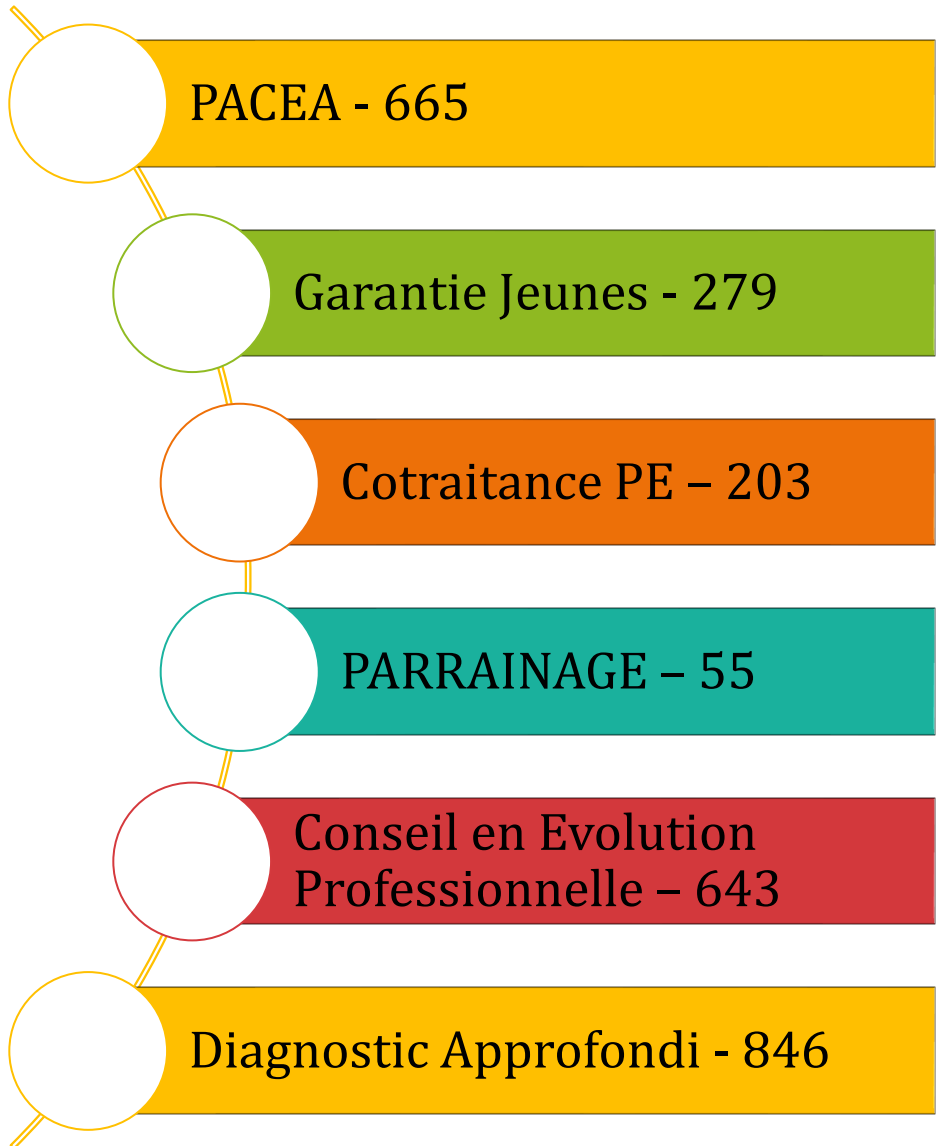 PACEA - 665
Garantie Jeunes - 279
Cotraitance PE – 203
PARRAINAGE – 55
Conseil en Evolution
Professionnelle – 643
Diagnostic Approfondi - 846